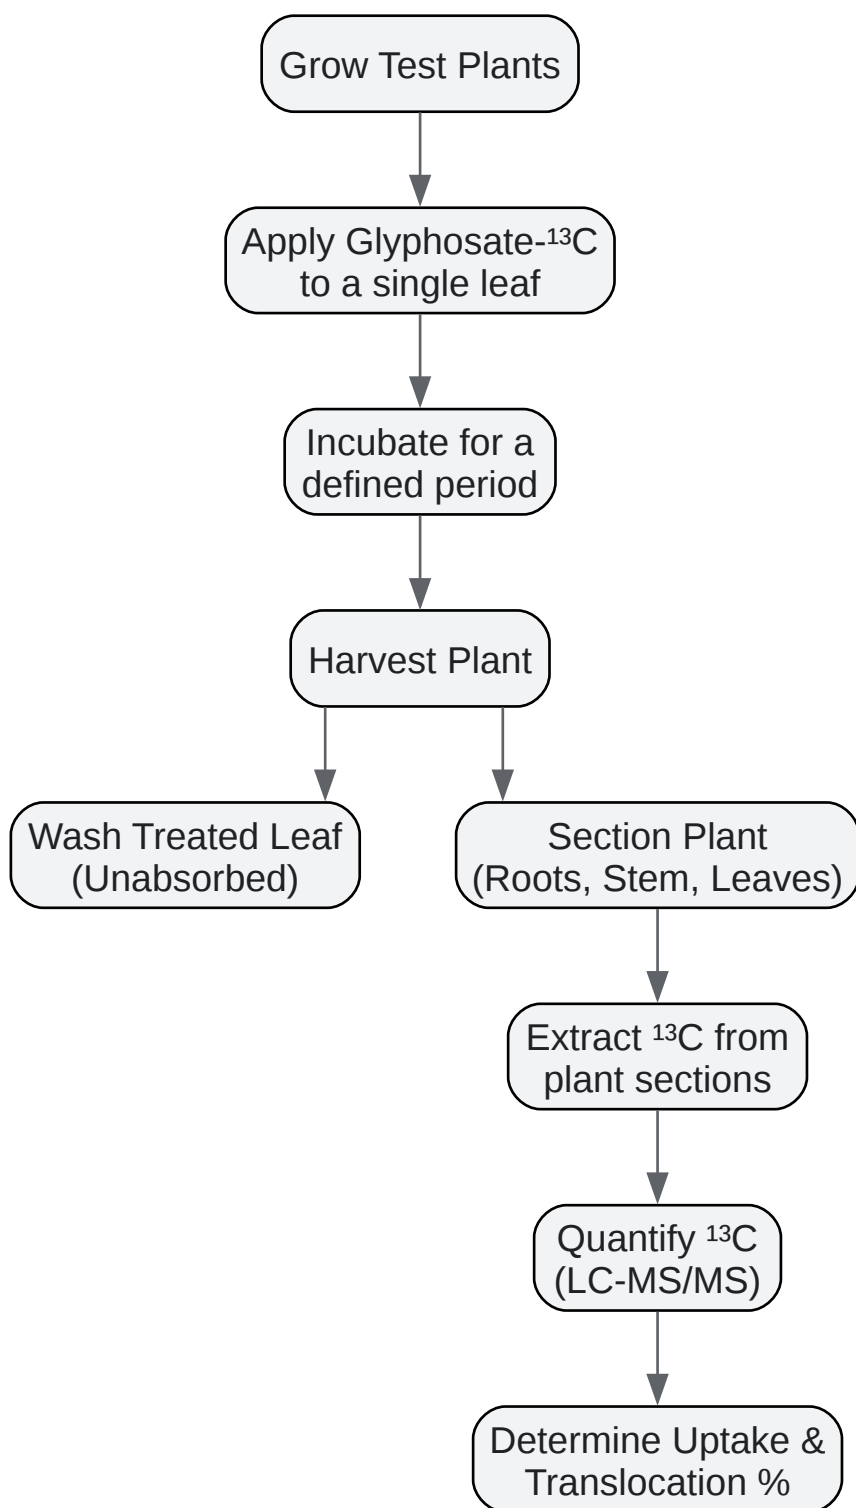 Grow Test Plants
Apply Glyphosate-¹³C
to a single leaf
Incubate for a
defined period
Harvest Plant
Wash Treated Leaf
(Unabsorbed)
Section Plant
(Roots, Stem, Leaves)
Extract ¹³C from
plant sections
Quantify ¹³C
(LC-MS/MS)
Determine Uptake &
Translocation %